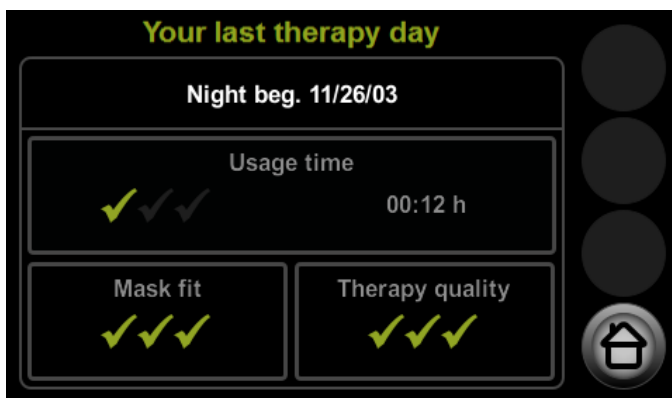 Your last therapy day
Night beg. 11/26/03
Usage time
00:12 h
Mask fit
Therapy quality